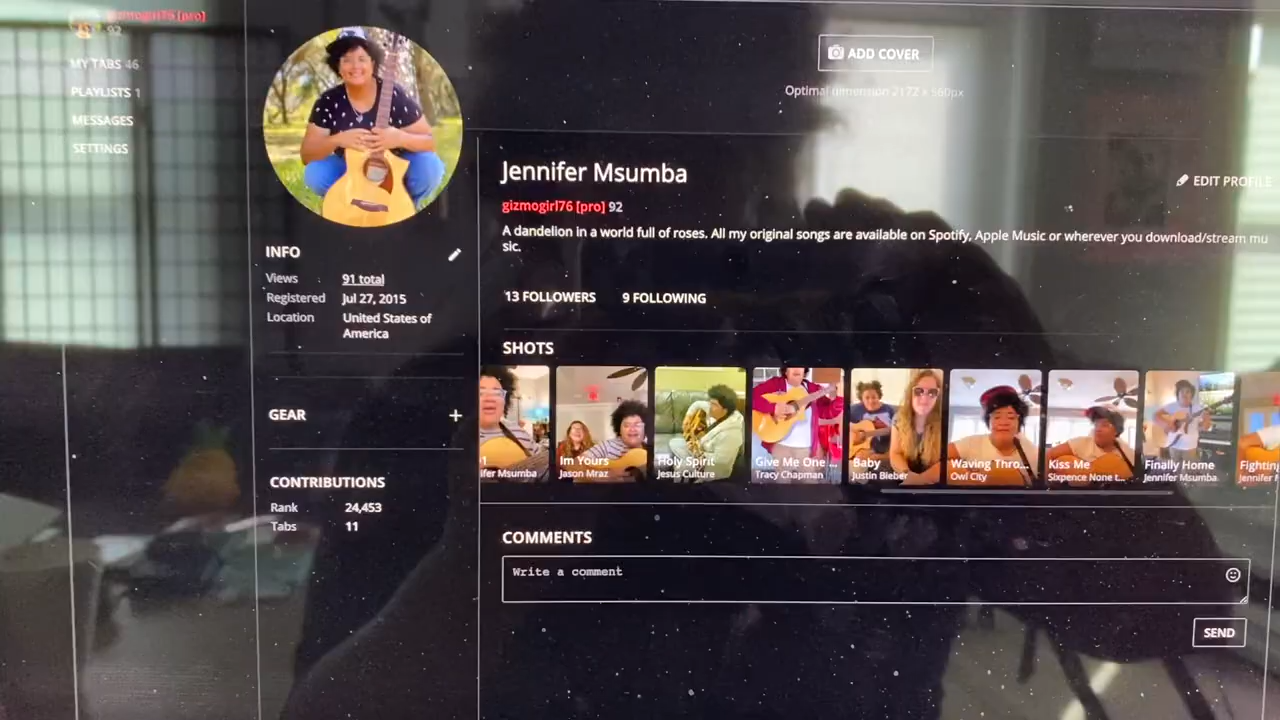 gizmogirl76 [pro]
92
MY TABS 46
PLAYLISTS 1
MESSAGES
SETTINGS
ADD COVER
Optimal dimension 2172 x 560px
Jennifer Msumba
EDIT PROFILE
gizmogirl76 [pro] 92
A dandelion in a world full of roses. All my original songs are available on Spotify, Apple Music or wherever you download/stream mu
sic.
13 FOLLOWERS 9 FOLLOWING
INFO
Views 91 total
Registered Jul 27, 2015
Location United States of
America
GEAR +
CONTRIBUTIONS
Rank 24,453
Tabs 11
SHOTS
ifer Msumba
Im Yours
Jason Mraz
Holy Spirit
Jesus Culture
Give Me One ...
Tracy Chapman
Baby
Justin Bieber
Waving Thro...
Owl City
Kiss Me
Sixpence None t...
Finally Home
Jennifer Msumba
Fighting
Jennifer M
COMMENTS
Write a comment
SEND